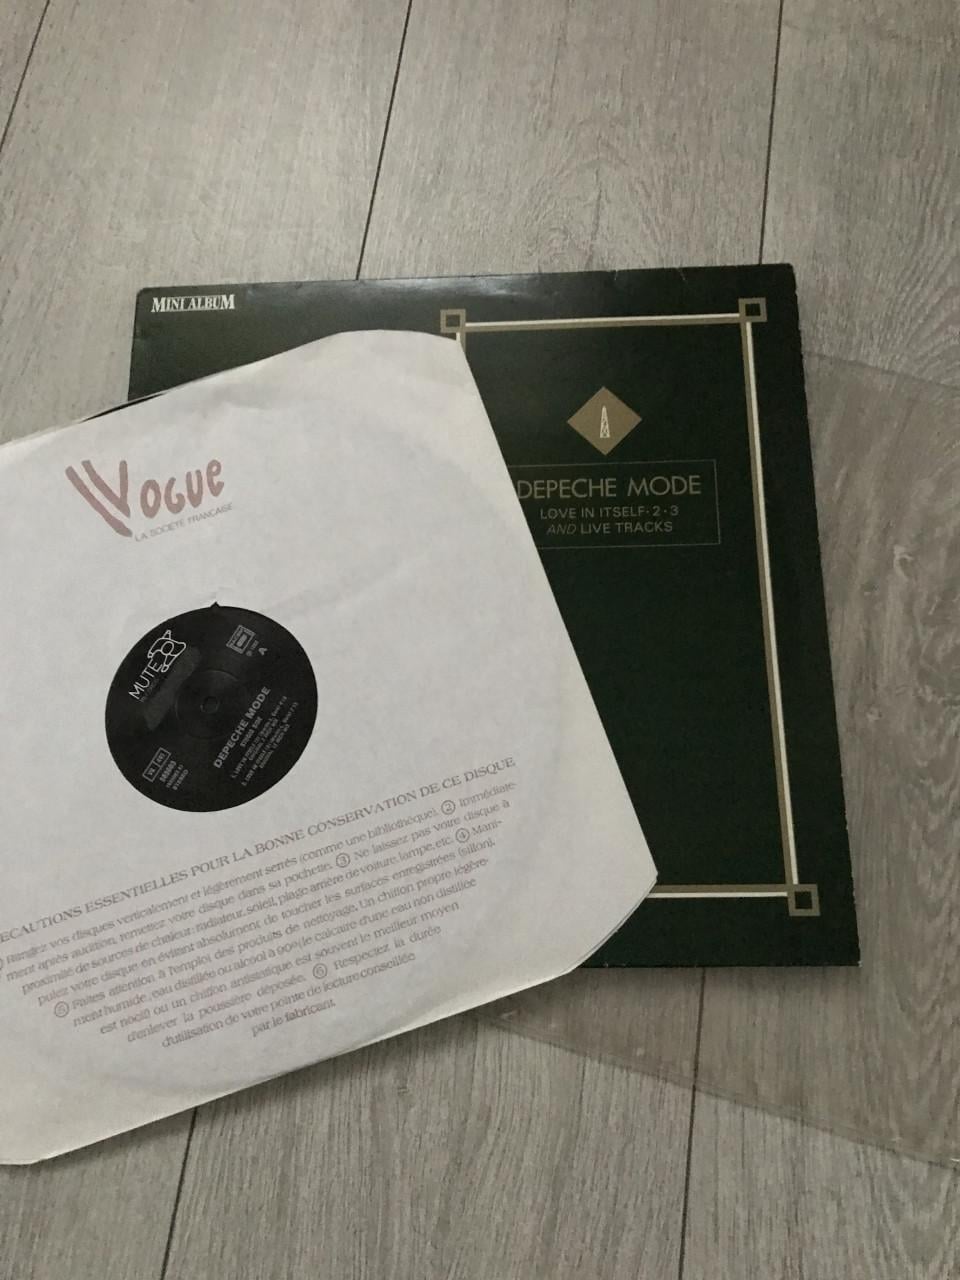 MINI ALBUM
DEPECHE MODE
LOVE IN ITSELF·2·3
AND LIVE TRACKS
VOGUE
LA SOCIÉTÉ FRANÇAISE
MUTE
A
DEPECHE MODE
STUDIO SIDE
STEREO
ECAUTIONS ESSENTIELLES POUR LA BONNE CONSERVATION DE CE DISQUE
Rangez vos disques verticalement et légèrement serrés (comme une bibliothèque). ② Immédiate-
ment après audition, remettez votre disque dans sa pochette. ③ Ne laissez pas votre disque à
proximité de sources de chaleur: radiateur, soleil, plage arrière de voiture, lampe, etc. ④ Mani-
pulez votre disque en évitant absolument de toucher les surfaces enregistrées (sillon).
⑤ Faites attention à l'emploi des produits de nettoyage. Un chiffon propre légère-
ment humide, eau distillée ou alcool à 90° (le calcaire d'une eau non distillée
est nocif) ou un chiffon antistatique est souvent le meilleur moyen
d'enlever la poussière déposée. ⑥ Respectez la durée
d'utilisation de votre pointe de lecture conseillée
par le fabricant.